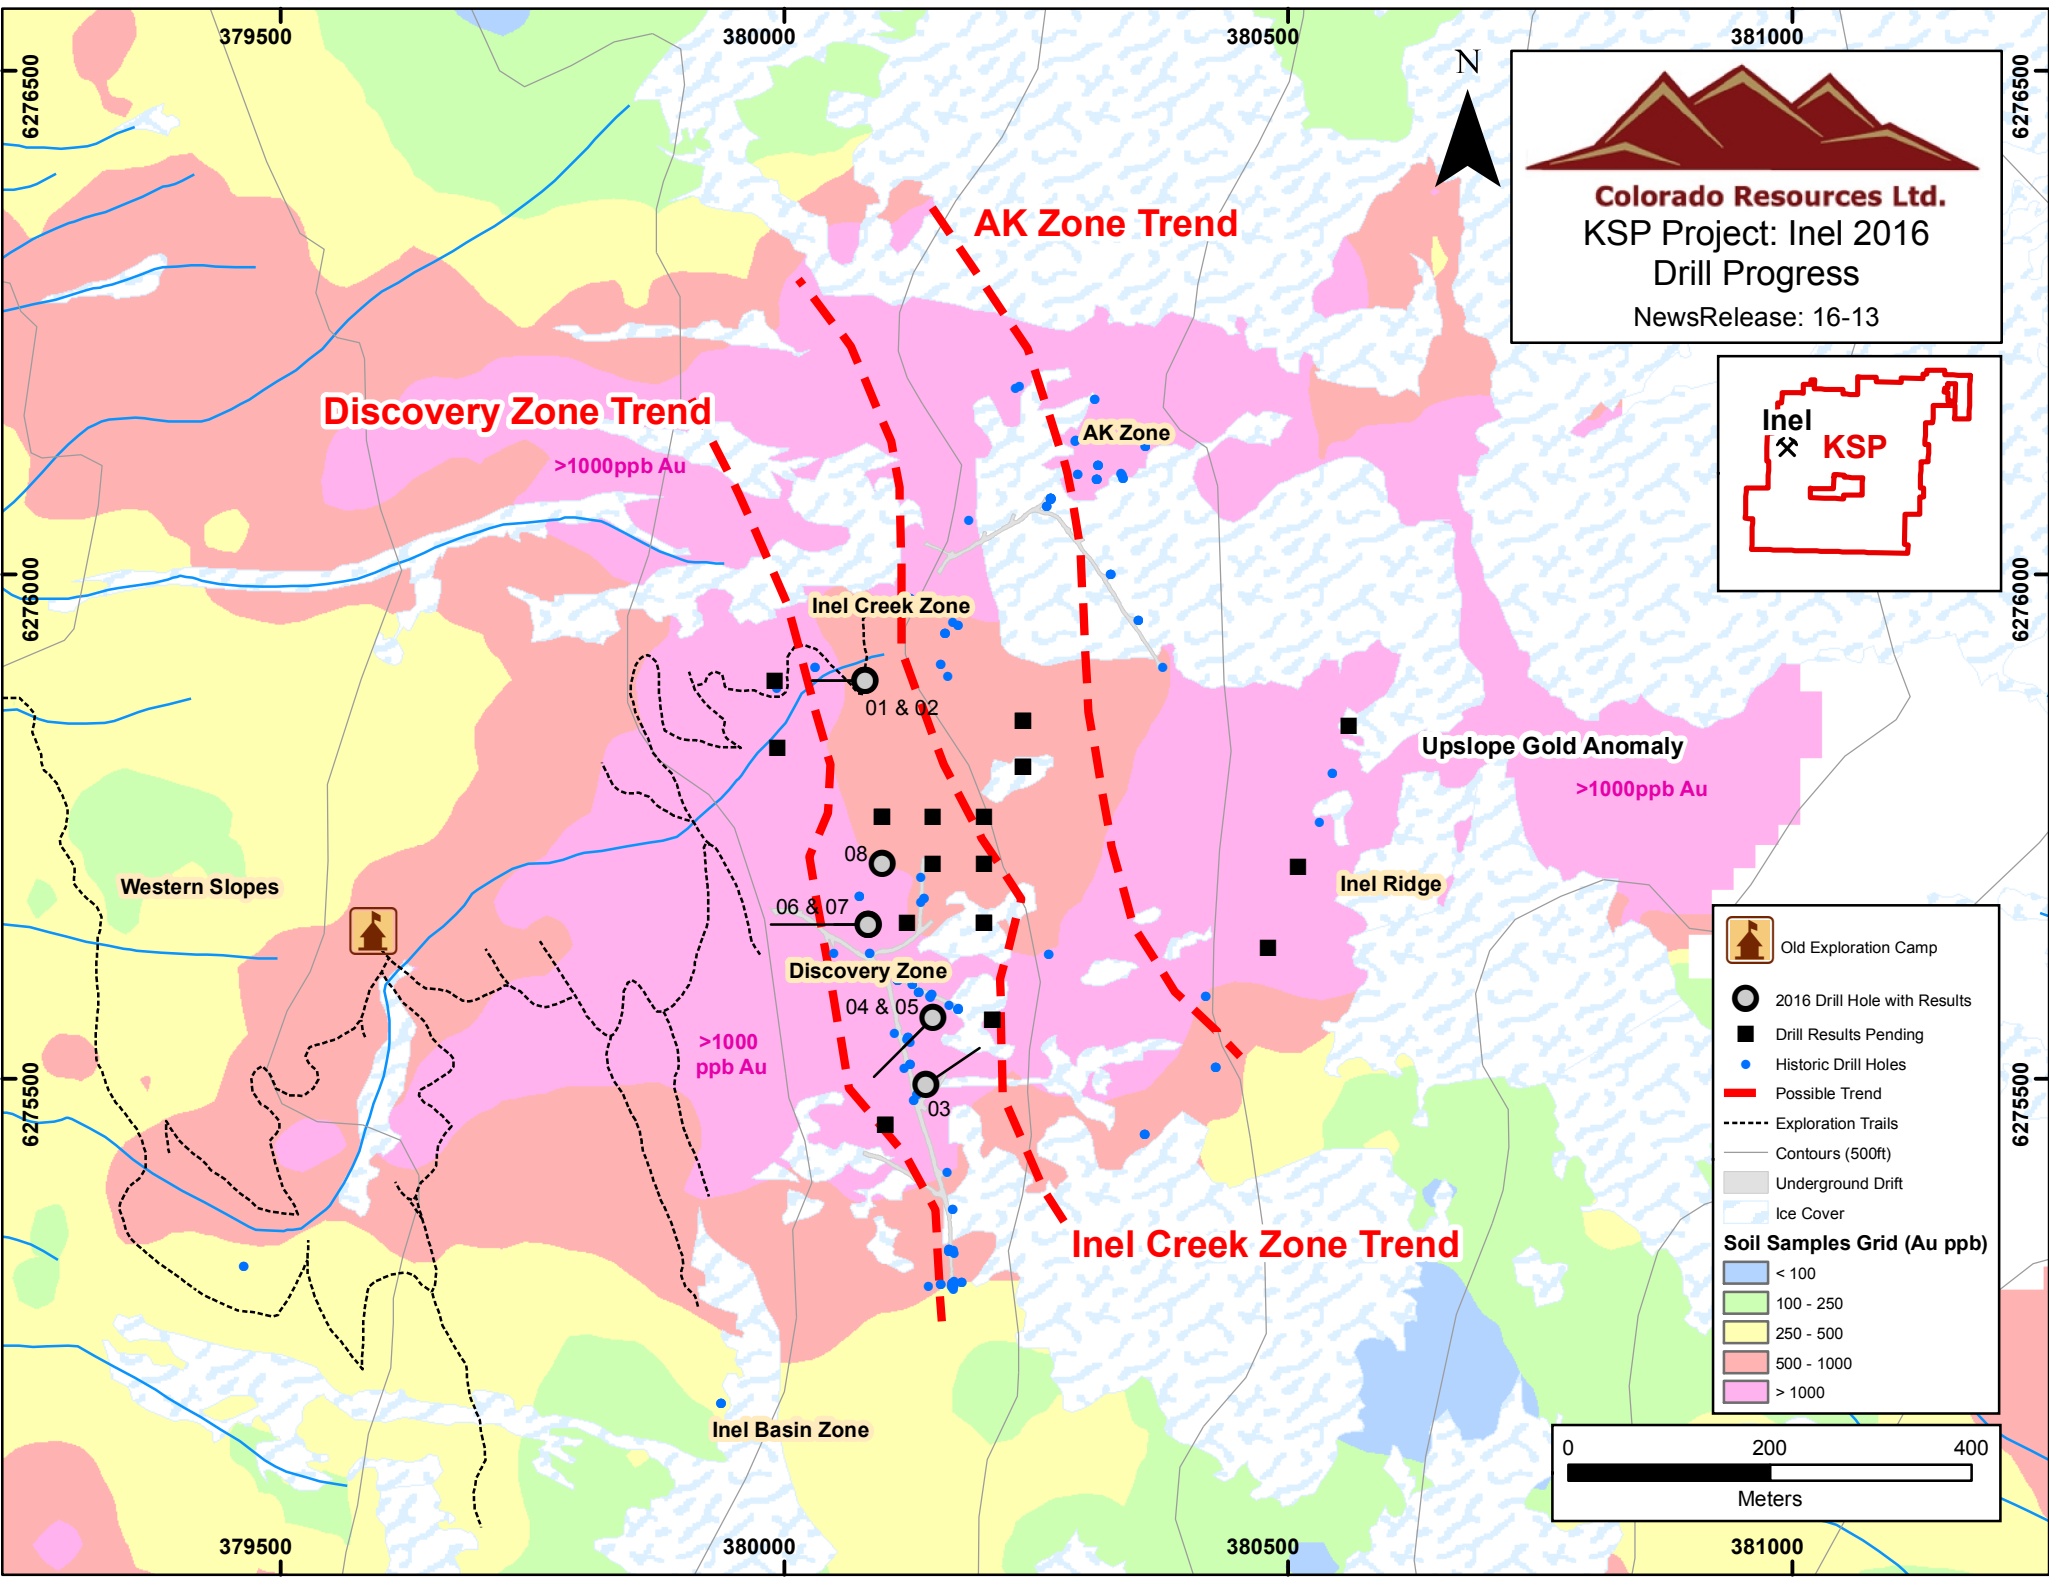 379500
380000
380500
381000
6276500
6276500
N
Colorado Resources Ltd.
KSP Project: Inel 2016
Drill Progress
NewsRelease: 16-13
AK Zone Trend
Discovery Zone Trend
>1000ppb Au
AK Zone
Inel
KSP
6276000
6276000
Inel Creek Zone
01 & 02
Upslope Gold Anomaly
>1000ppb Au
08
Western Slopes
Inel Ridge
06 & 07
Discovery Zone
04 & 05
>1000
ppb Au
03
6275500
6275500
Inel Creek Zone Trend
Inel Basin Zone
Old Exploration Camp
2016 Drill Hole with Results
Drill Results Pending
Historic Drill Holes
Possible Trend
Exploration Trails
Contours (500ft)
Underground Drift
Ice Cover
Soil Samples Grid (Au ppb)
< 100
100 - 250
250 - 500
500 - 1000
> 1000
0 200 400
Meters
379500
380000
380500
381000